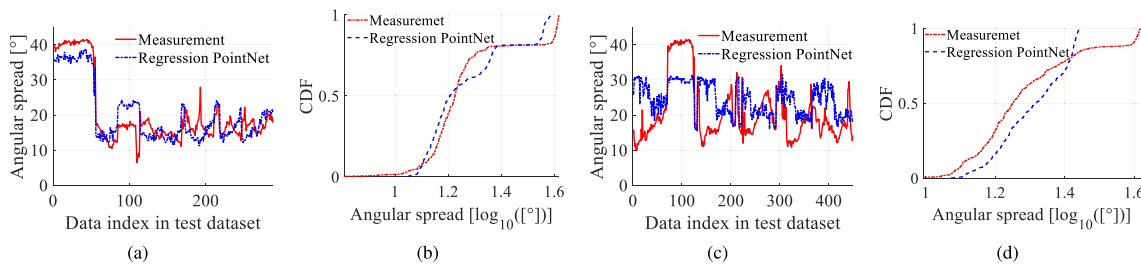 Angular spread [°]
40
30
20
10
0
0
100
200
Measurement
Regression PointNet
Data index in test dataset
(a)
CDF
1
0.5
0
1
1.2
1.4
1.6
Measuremet
Regression PointNet
Angular spread [log10([°])]
(b)
Angular spread [°]
40
30
20
10
0
0
100
200
300
400
Measurement
Regression PointNet
Data index in test dataset
(c)
CDF
1
0.5
0
1
1.2
1.4
1.6
Measuremet
Regression PointNet
Angular spread [log10([°])]
(d)